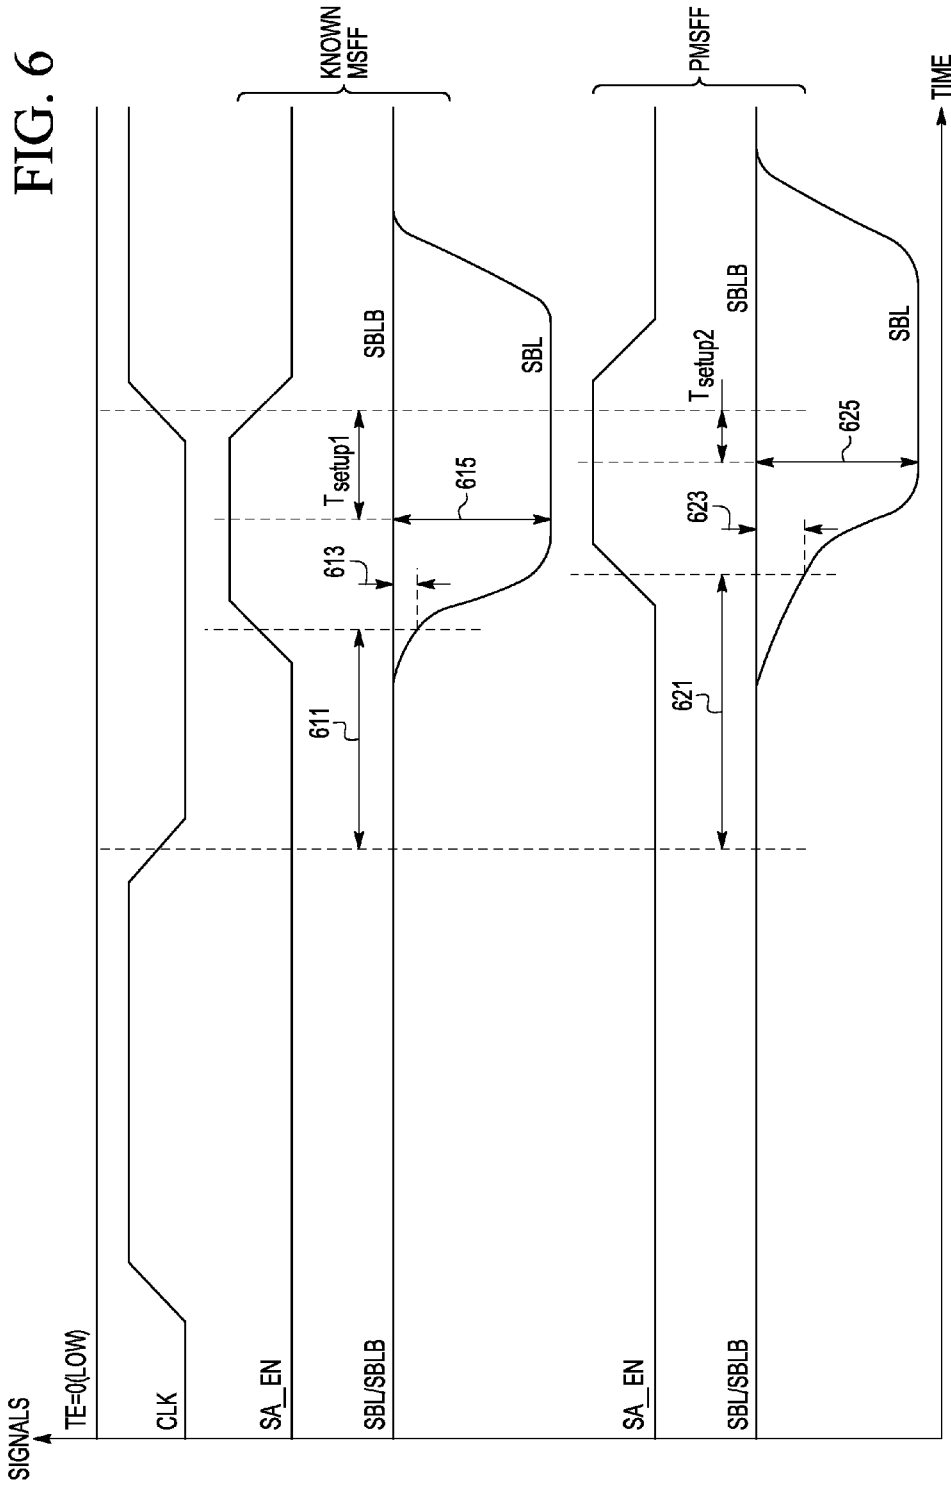 FIG. 6
SIGNALS
TE=0(LOW)
CLK
SA_EN
SBL/SBLB
611
613
Tsetup1
615
SBLB
SBL
KNOWN
MSFF
SA_EN
SBL/SBLB
621
623
Tsetup2
625
SBLB
SBL
PMSFF
TIME